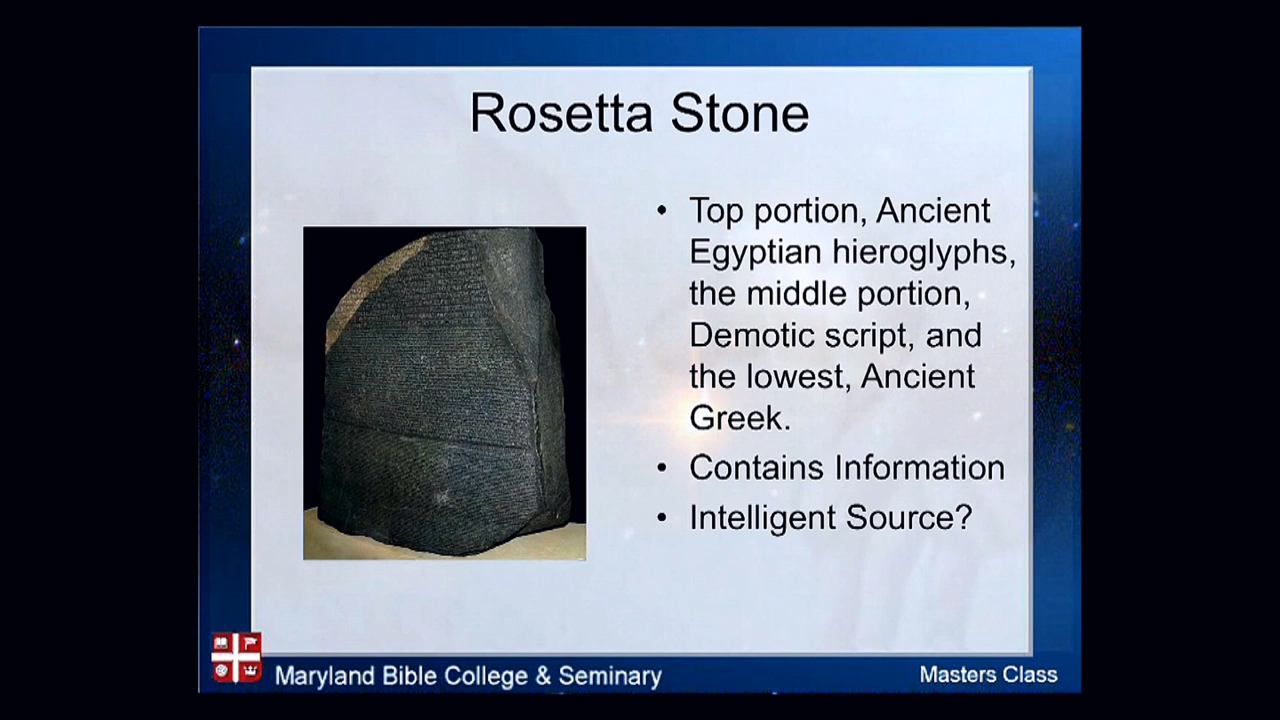 Rosetta Stone
• Top portion, Ancient
Egyptian hieroglyphs,
the middle portion,
Demotic script, and
the lowest, Ancient
Greek.
• Contains Information
• Intelligent Source?
Maryland Bible College & Seminary
Masters Class